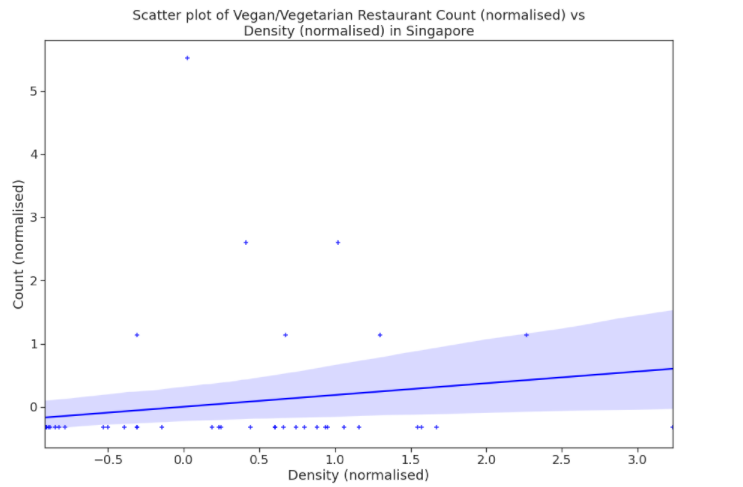 Scatter plot of Vegan/Vegetarian Restaurant Count (normalised) vs
Density (normalised) in Singapore
Count (normalised)
5
4
3
2
1
0
−0.5 0.0 0.5 1.0 1.5 2.0 2.5 3.0
Density (normalised)